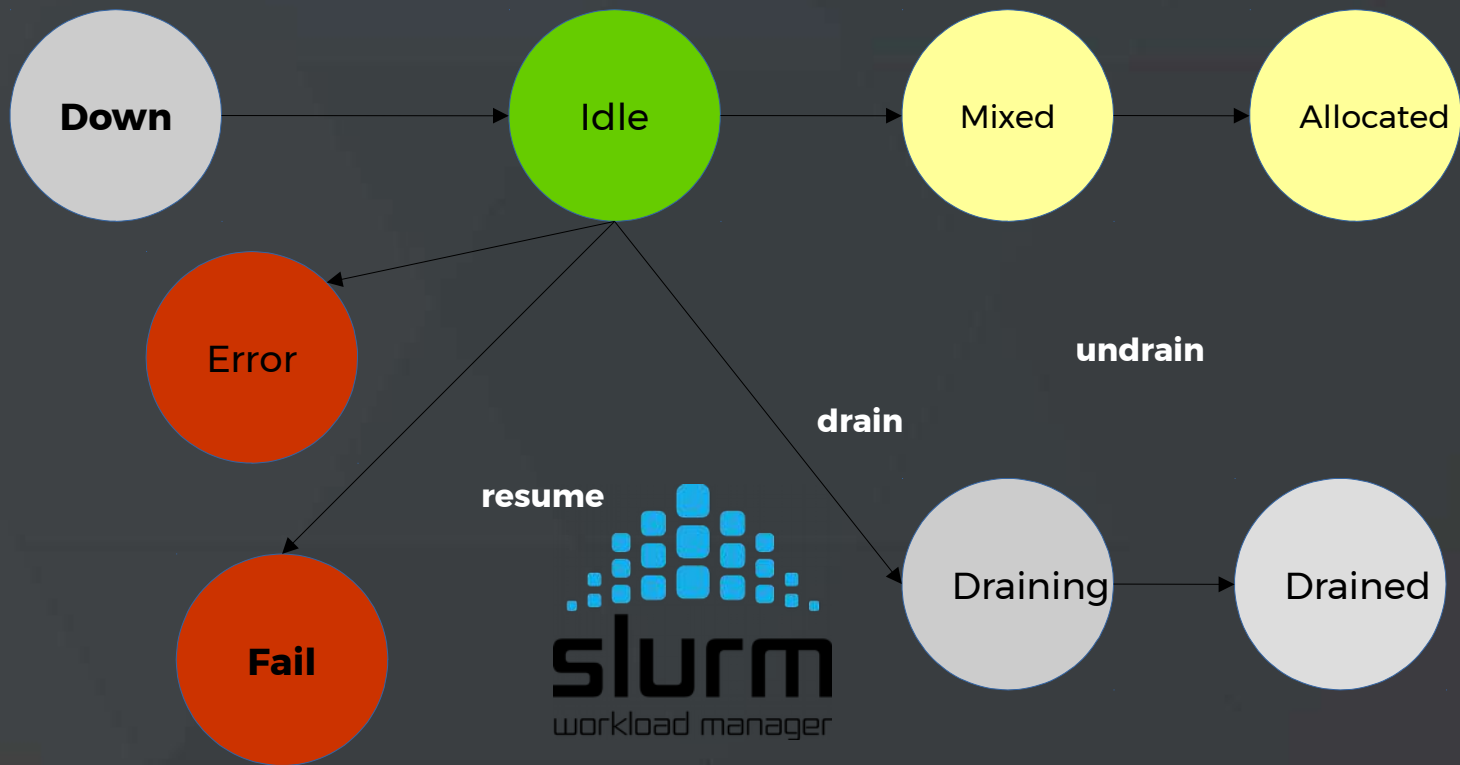 Down
Idle
Mixed
Allocated
Error
undrain
drain
resume
Draining
Drained
Fail
slurm
workload manager